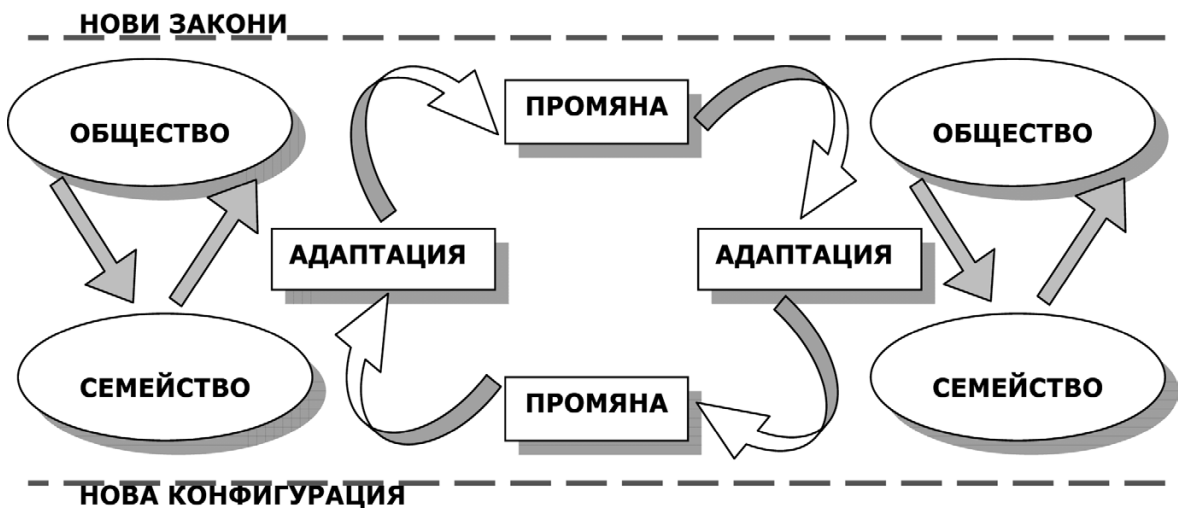 НОВИ ЗАКОНИ
ПРОМЯНА
ОБЩЕСТВО
ОБЩЕСТВО
АДАПТАЦИЯ
АДАПТАЦИЯ
СЕМЕЙСТВО
ПРОМЯНА
СЕМЕЙСТВО
НОВА КОНФИГУРАЦИЯ